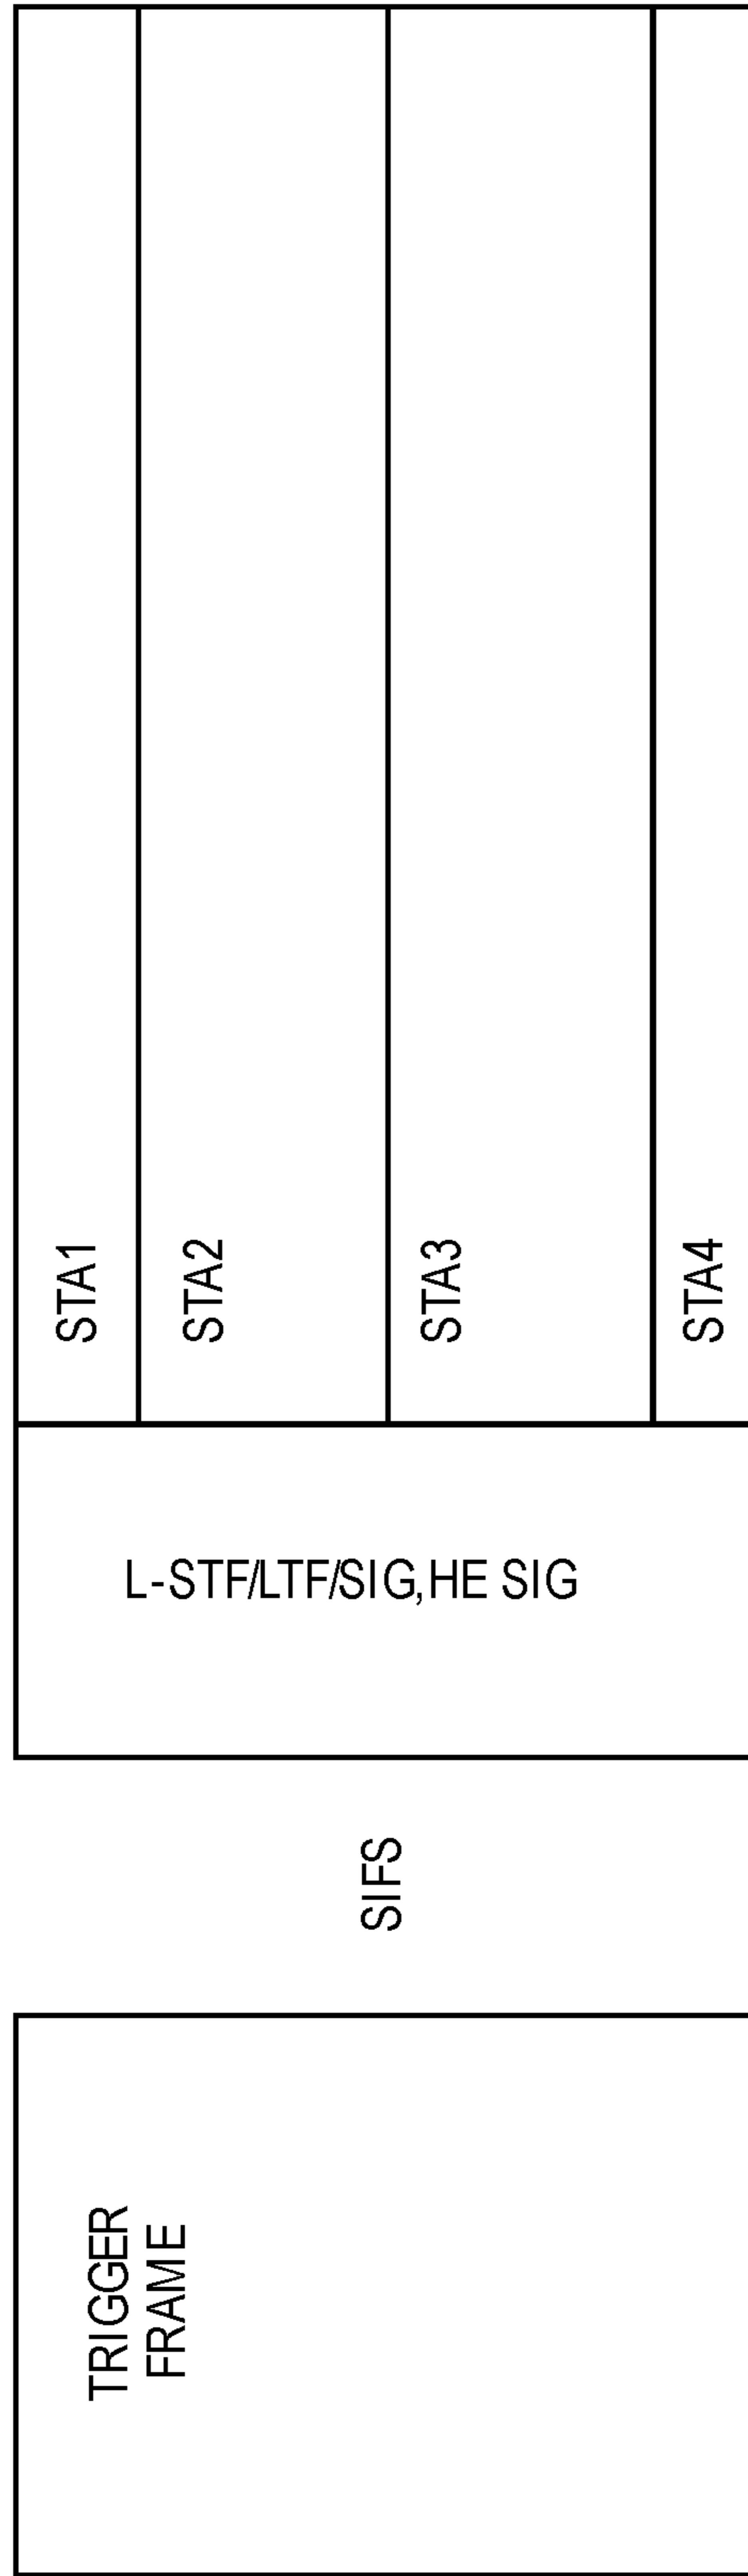 TRIGGER
FRAME
SIFS
L-STF/LTF/SIG,HE SIG
STA1
STA2
STA3
STA4